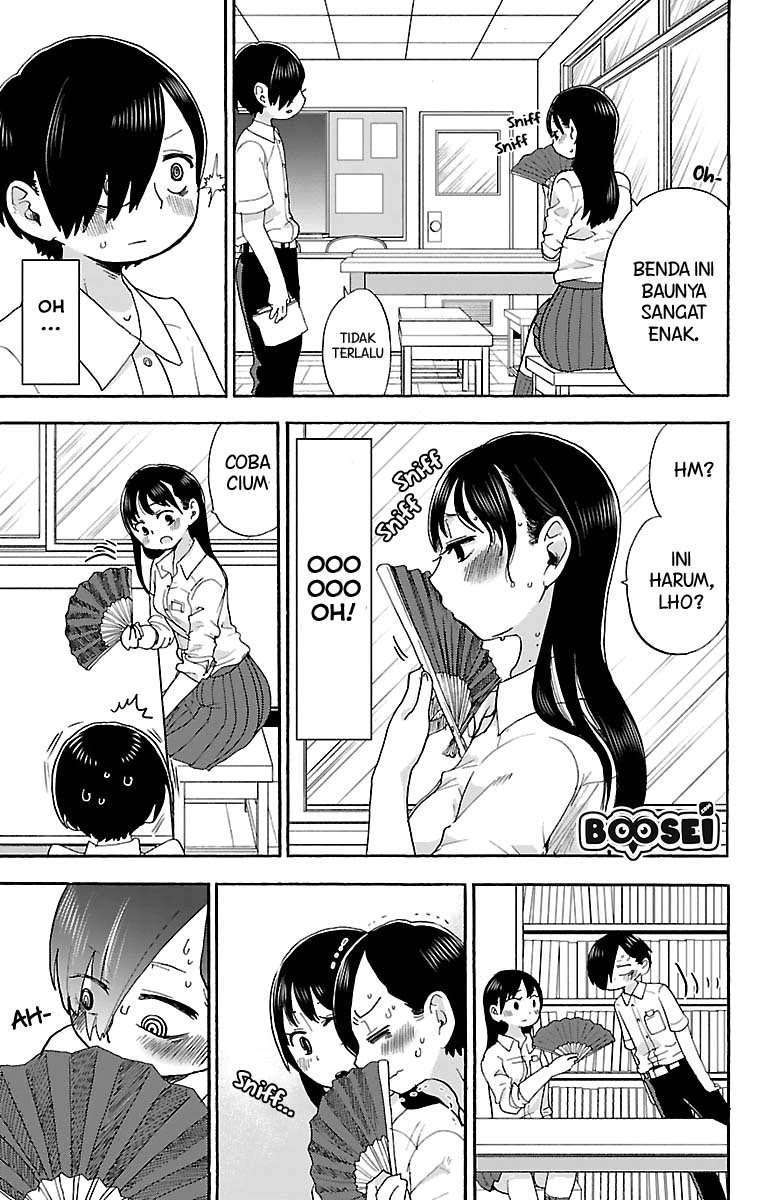 Sniff
Sniff
Oh-
BENDA INI
BAUNYA
SANGAT
ENAK.
TIDAK
TERLALU
OH
...
HM?
INI
HARUM,
LHO?
Sniff
Sniff
Sniff
OOO
OOO
OH!
COBA
CIUM
BOOSEI
Sniff...
AH-